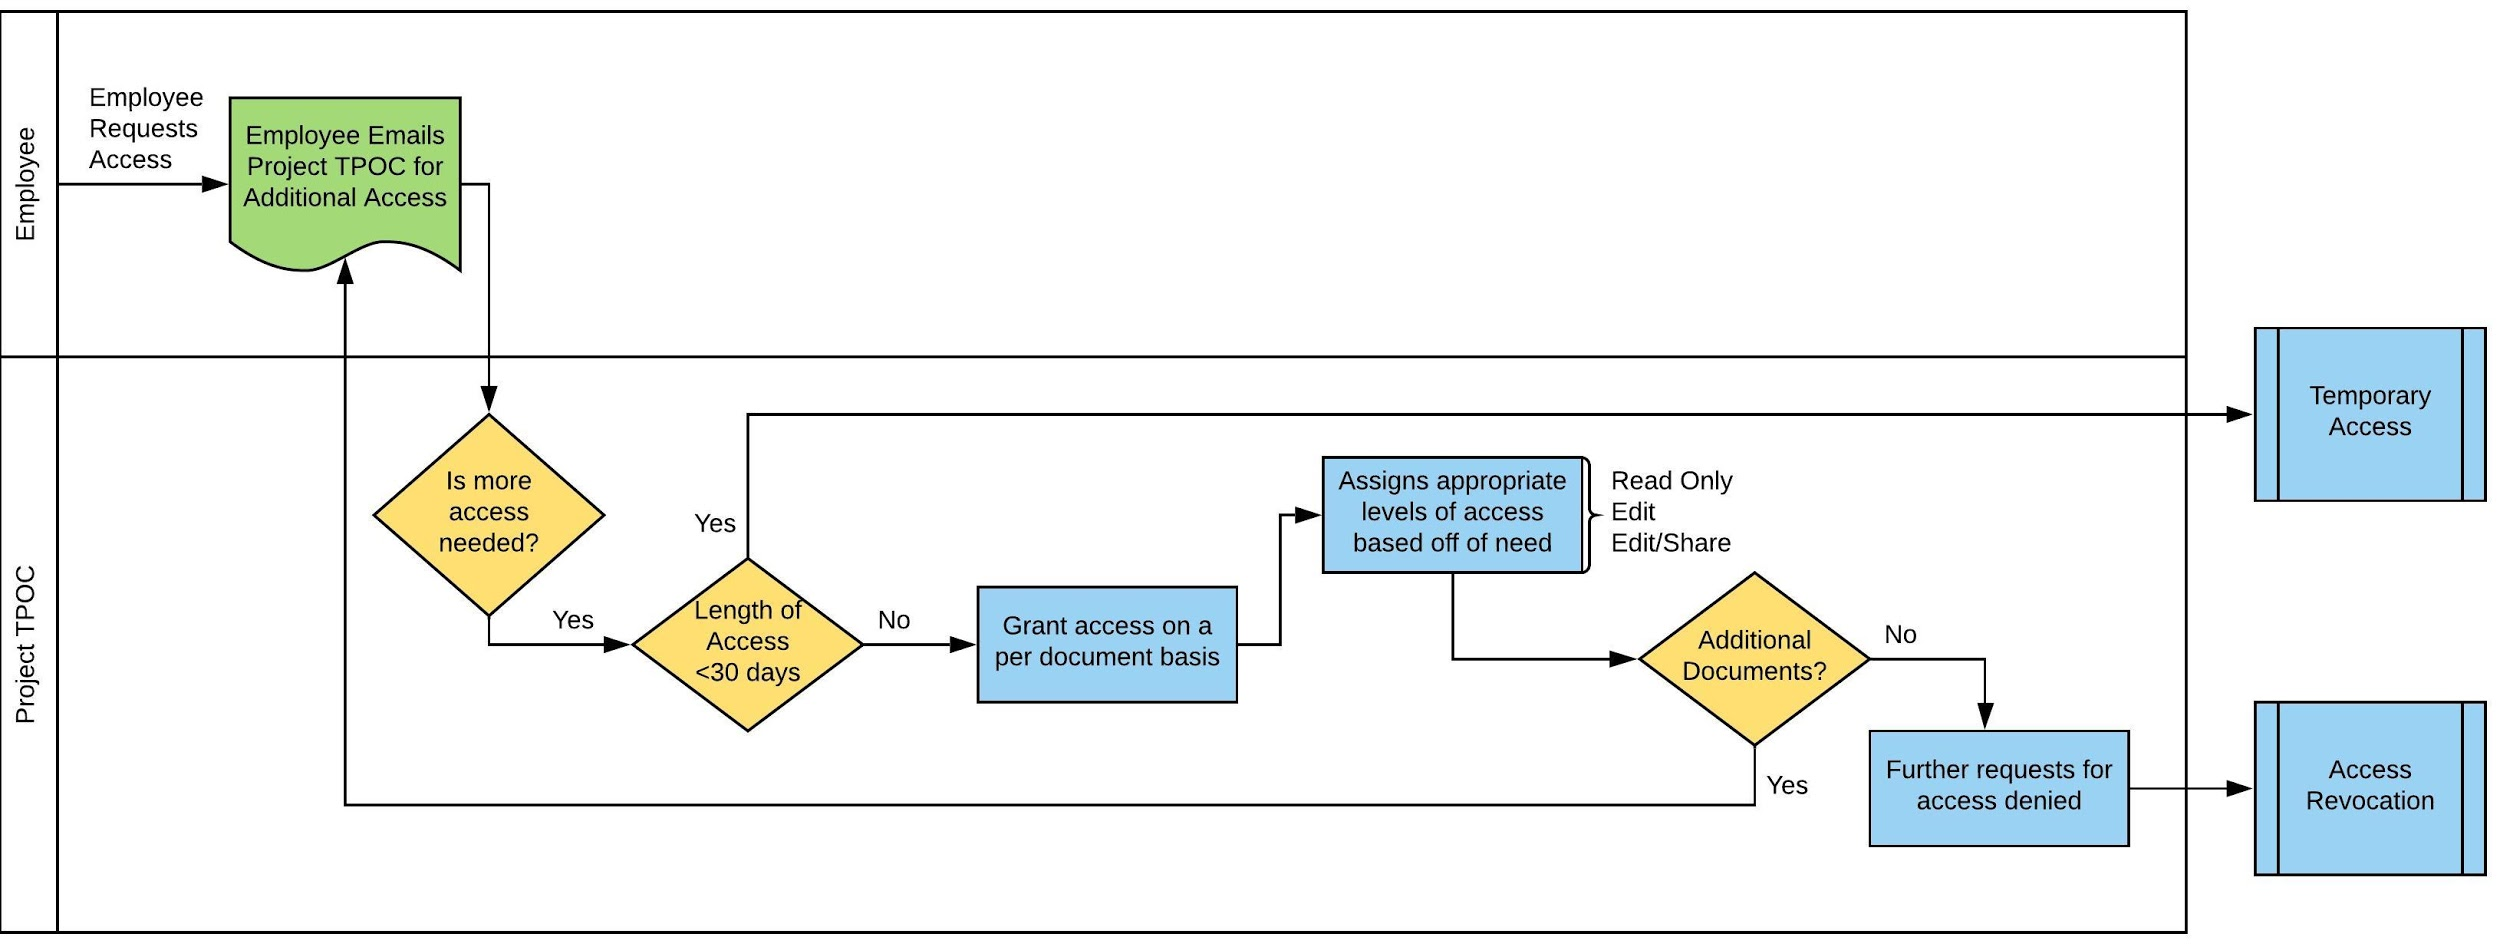 Employee
Employee
Requests
Access
Employee Emails
Project TPOC for
Additional Access
Project TPOC
Is more
access
needed?
Yes
Length of
Access
<30 days
Yes
No
Grant access on a
per document basis
Assigns appropriate
levels of access
based off of need
Read Only
Edit
Edit/Share
Additional
Documents?
No
Yes
Further requests for
access denied
Temporary
Access
Access
Revocation